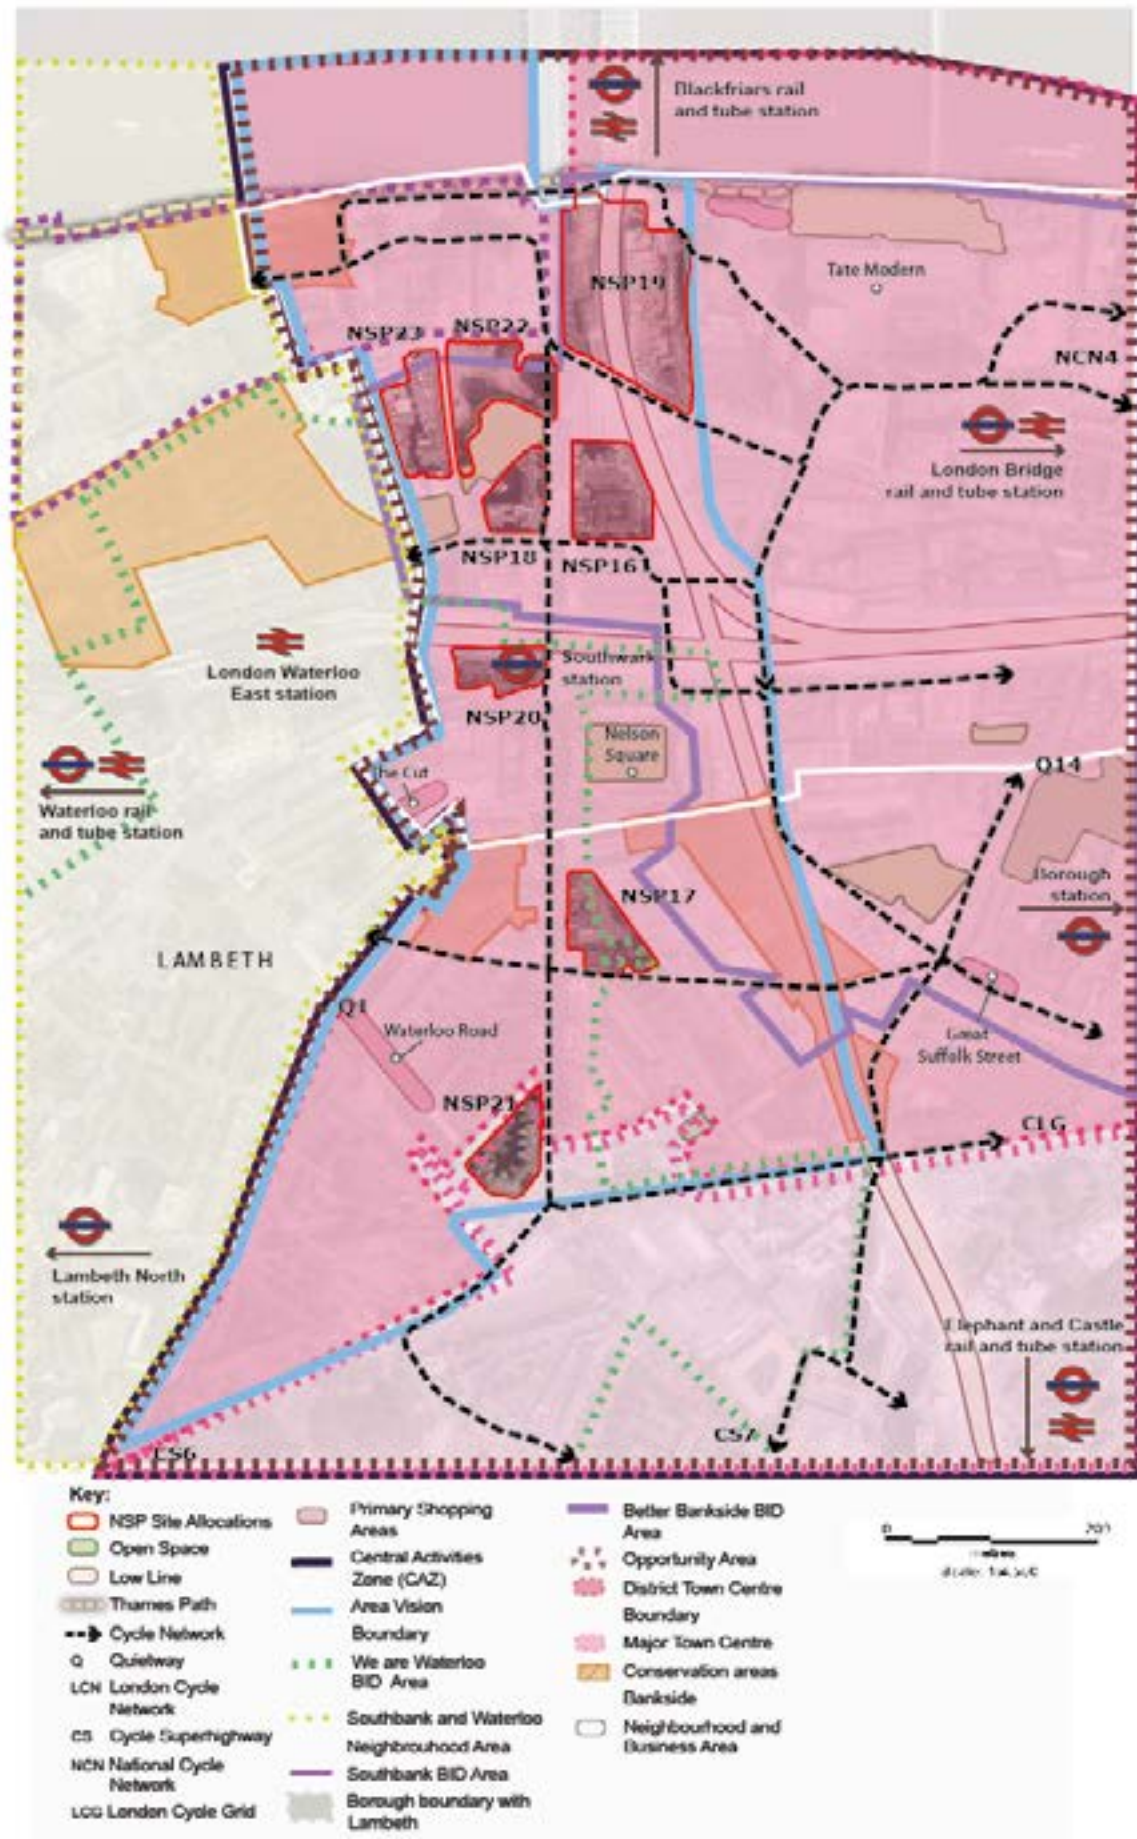 Blackfriars rail
and tube station
Tate Modern
NSP19
NSP23
NSP22
NCN4
London Bridge
rail and tube station
NSP18
NSP16
London Waterloo
East station
Southwark
station
NSP20
Nelson
Square
The Cut
Q14
Waterloo rail
and tube station
Borough
station
NSP17
LAMBETH
Q1
Waterloo Road
Great
Suffolk Street
NSP21
CLG
Lambeth North
station
Elephant and Castle
rail and tube station
CS7
CS6
Key:
NSP Site Allocations
Open Space
Low Line
Thames Path
Cycle Network
Q Quietway
LCN London Cycle
Network
CS Cycle Superhighway
NCN National Cycle
Network
LCG London Cycle Grid
Primary Shopping
Areas
Central Activities
Zone (CAZ)
Area Vision
Boundary
We are Waterloo
BID Area
Southbank and Waterloo
Neighbrouhood Area
Southbank BID Area
Borough boundary with
Lambeth
Better Bankside BID
Area
Opportunity Area
District Town Centre
Boundary
Major Town Centre
Conservation areas
Bankside
Neighbourhood and
Business Area
0
metres